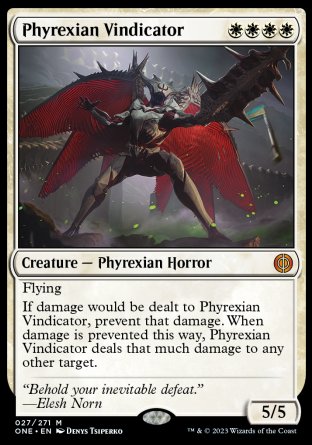 Phyrexian Vindicator
Creature — Phyrexian Horror
Flying
If damage would be dealt to Phyrexian
Vindicator, prevent that damage. When
damage is prevented this way, Phyrexian
Vindicator deals that much damage to any
other target.
“Behold your inevitable defeat.”
—Elesh Norn
5/5
027/271 M
ONE • EN DENYS TSIPERKO
™ & © 2023 Wizards of the Coast